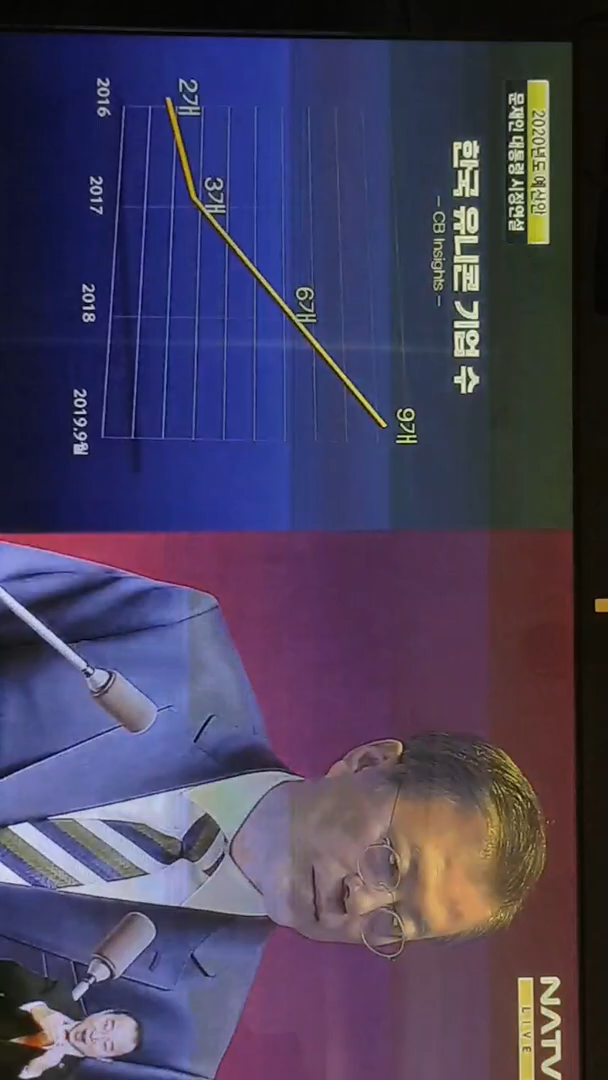 2020년도 예산안
문재인 대통령 시정연설
한국 유니콘 기업 수
- CB Insights -
2개
3개
6개
9개
2016
2017
2018
2019.9월
NATV
LIVE